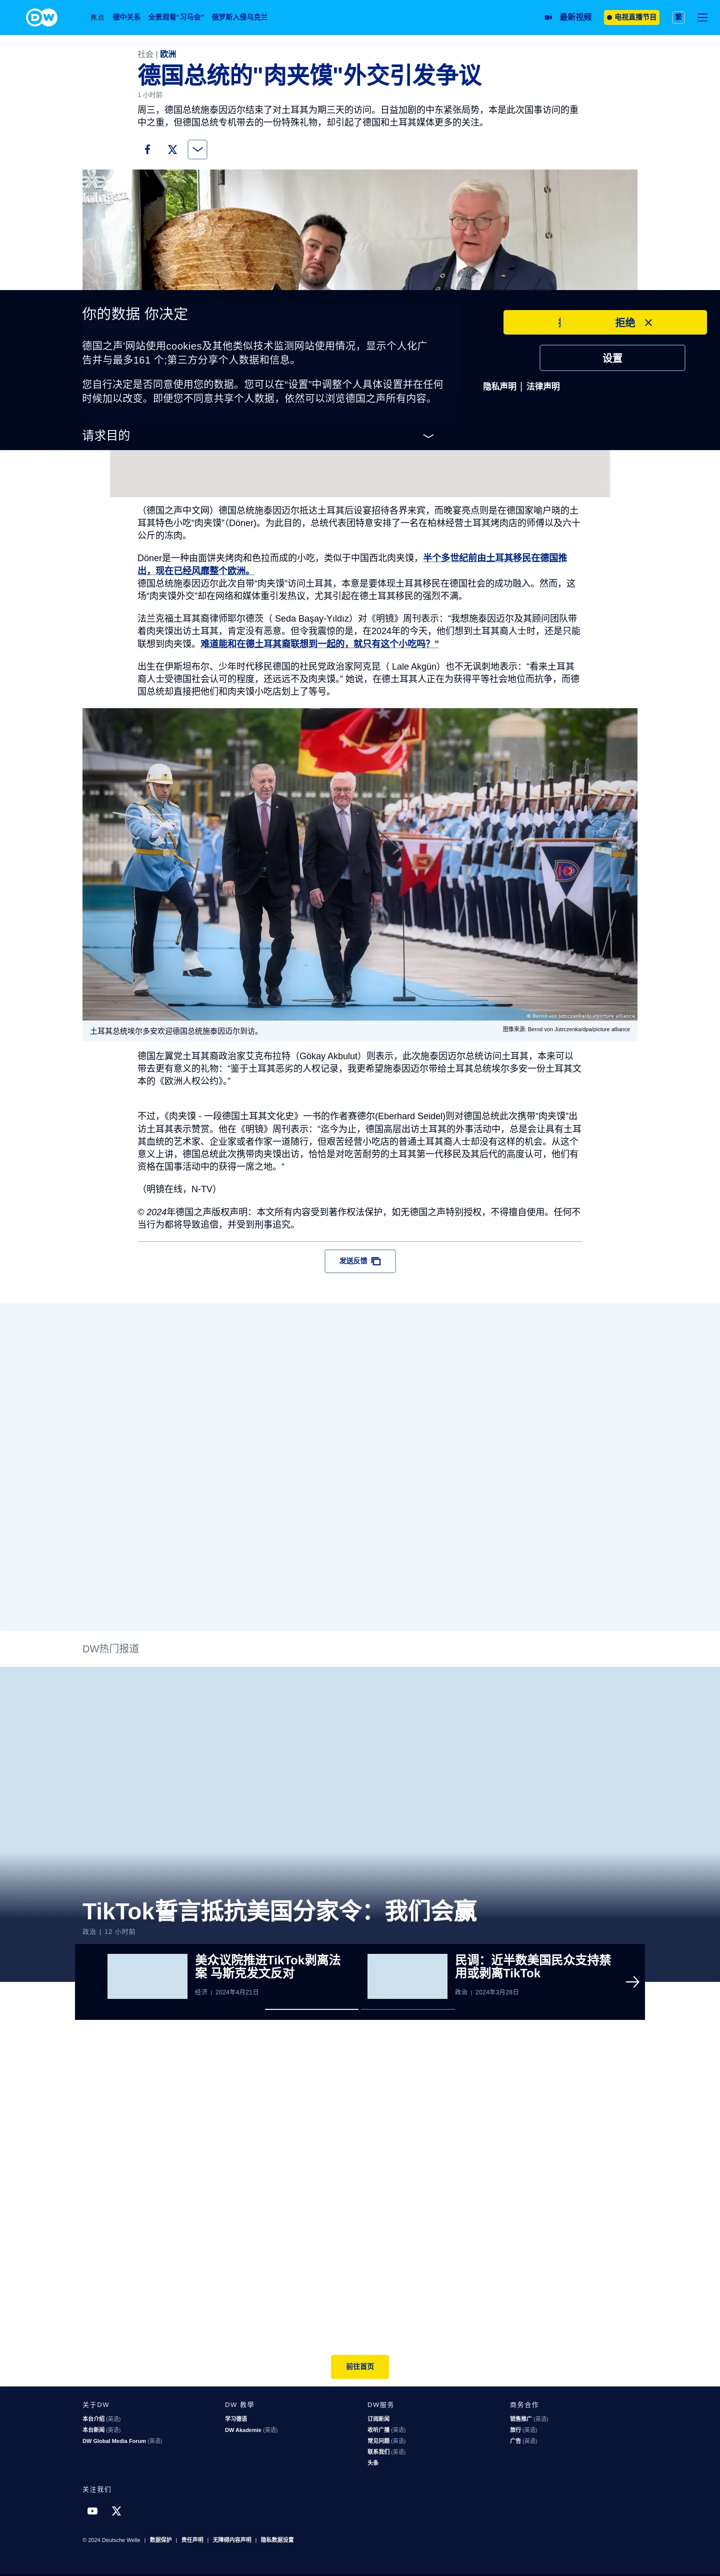 DW
焦点 德中关系 全景观看“习马会” 俄罗斯入侵乌克兰
最新视频 电视直播节目 繁
社会 | 欧洲
德国总统的"肉夹馍"外交引发争议
1 小时前
周三，德国总统施泰因迈尔结束了对土耳其为期三天的访问。日益加剧的中东紧张局势，本是此次国事访问的重
中之重，但德国总统专机带去的一份特殊礼物，却引起了德国和土耳其媒体更多的关注。
你的数据 你决定
德国之声‘网站使用cookies及其他类似技术监测网站使用情况，显示个人化广
告并与最多161 个;第三方分享个人数据和信息。
您自行决定是否同意使用您的数据。您可以在“设置”中调整个人具体设置并在任何
时候加以改变。即便您不同意共享个人数据，依然可以浏览德国之声所有内容。
请求目的
拒绝
设置
隐私声明 | 法律声明
（德国之声中文网）德国总统施泰因迈尔抵达土耳其后设宴招待各界来宾，而晚宴亮点则是在德国家喻户晓的土
耳其特色小吃“肉夹馍”（Döner)。为此目的，总统代表团特意安排了一名在柏林经营土耳其烤肉店的师傅以及六十
公斤的冻肉。
Döner是一种由面饼夹烤肉和色拉而成的小吃，类似于中国西北肉夹馍，半个多世纪前由土耳其移民在德国推
出，现在已经风靡整个欧洲。
德国总统施泰因迈尔此次自带“肉夹馍”访问土耳其，本意是要体现土耳其移民在德国社会的成功融入。然而，这
场“肉夹馍外交”却在网络和媒体重引发热议，尤其引起在德土耳其移民的强烈不满。
法兰克福土耳其裔律师耶尔德茨（ Seda Başay-Yıldız）对《明镜》周刊表示：“我想施泰因迈尔及其顾问团队带
着肉夹馍出访土耳其，肯定没有恶意。但令我震惊的是，在2024年的今天，他们想到土耳其裔人士时，还是只能
联想到肉夹馍。难道能和在德土耳其裔联想到一起的，就只有这个小吃吗？”
出生在伊斯坦布尔、少年时代移民德国的社民党政治家阿克昆（ Lale Akgün）也不无讽刺地表示：“看来土耳其
裔人士受德国社会认可的程度，还远远不及肉夹馍。” 她说，在德土耳其人正在为获得平等社会地位而抗争，而德
国总统却直接把他们和肉夹馍小吃店划上了等号。
© Bernd von Jutrczenka/dpa/picture alliance
土耳其总统埃尔多安欢迎德国总统施泰因迈尔到访。
图像来源: Bernd von Jutrczenka/dpa/picture alliance
德国左翼党土耳其裔政治家艾克布拉特（Gökay Akbulut）则表示，此次施泰因迈尔总统访问土耳其，本来可以
带去更有意义的礼物：“鉴于土耳其恶劣的人权记录，我更希望施泰因迈尔带给土耳其总统埃尔多安一份土耳其文
本的《欧洲人权公约》。”
不过，《肉夹馍 - 一段德国土耳其文化史》一书的作者赛德尔(Eberhard Seidel)则对德国总统此次携带“肉夹馍”出
访土耳其表示赞赏。他在《明镜》周刊表示：“迄今为止，德国高层出访土耳其的外事活动中，总是会让具有土耳
其血统的艺术家、企业家或者作家一道随行，但艰苦经营小吃店的普通土耳其裔人士却没有这样的机会。从这个
意义上讲，德国总统此次携带肉夹馍出访，恰恰是对吃苦耐劳的土耳其第一代移民及其后代的高度认可，他们有
资格在国事活动中的获得一席之地。“
（明镜在线，N-TV）
© 2024年德国之声版权声明：本文所有内容受到著作权法保护，如无德国之声特别授权，不得擅自使用。任何不
当行为都将导致追偿，并受到刑事追究。
发送反馈
DW热门报道
TikTok誓言抵抗美国分家令：我们会赢
政治 | 12 小时前
美众议院推进TikTok剥离法
案 马斯克发文反对
经济 | 2024年4月21日
民调：近半数美国民众支持禁
用或剥离TikTok
政治 | 2024年3月26日
前往首页
关于DW
本台介绍 (英语)
本台新闻 (英语)
DW Global Media Forum (英语)
DW 教學
学习德语
DW Akademie (英语)
DW服务
订阅新闻
收听广播 (英语)
常见问题 (英语)
联系我们 (英语)
头条
商务合作
销售推广 (英语)
旅行 (英语)
广告 (英语)
关注我们
© 2024 Deutsche Welle | 数据保护 | 责任声明 | 无障碍内容声明 | 隐私数据设置